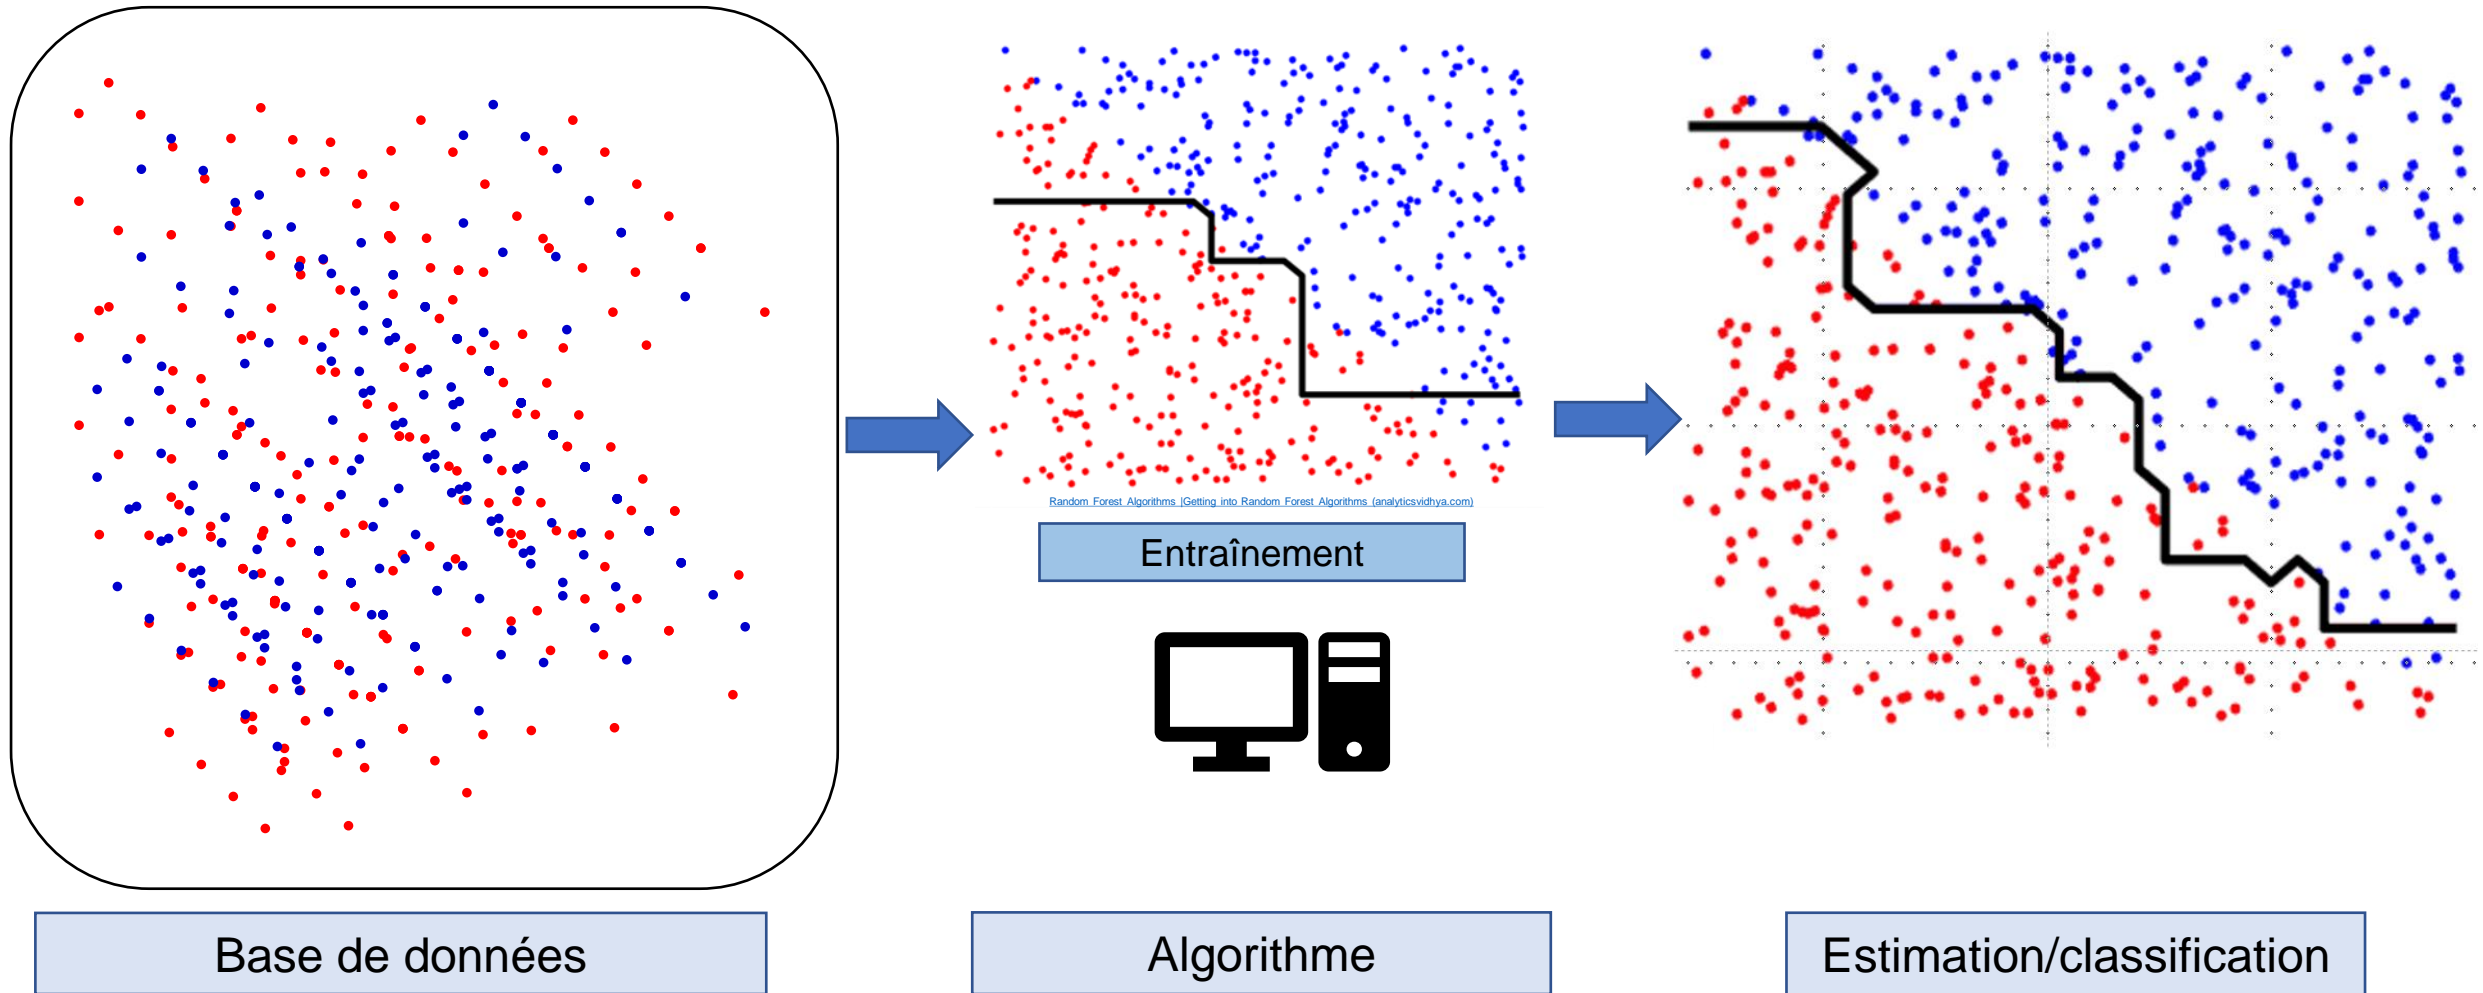 Random Forest Algorithms |Getting into Random Forest Algorithms (analyticsvidhya.com)
Entraînement
Base de données
Algorithme
Estimation/classification